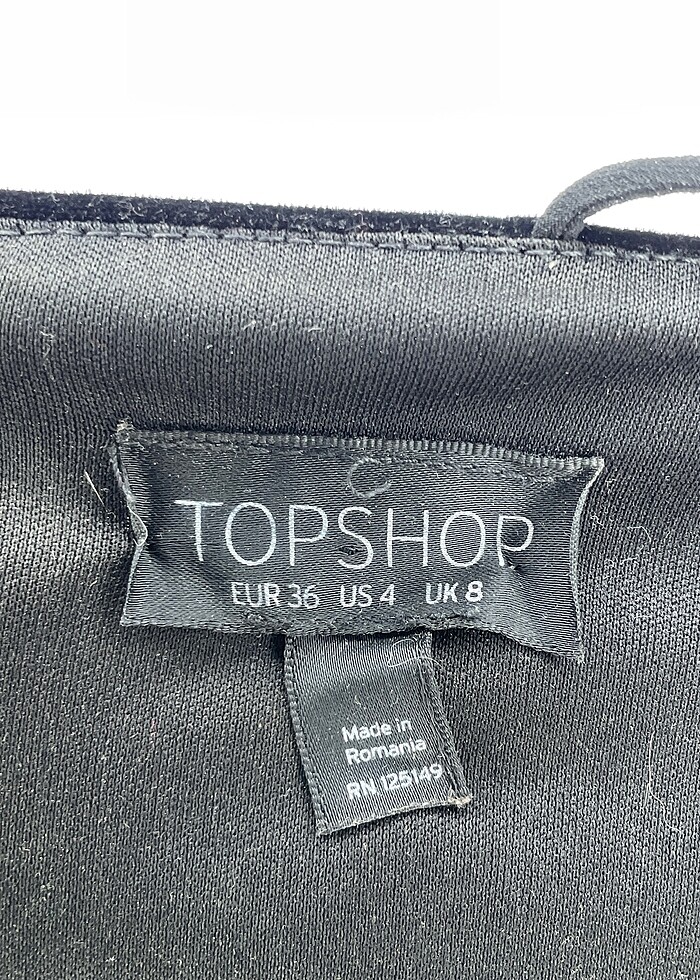 TOPSHOP
EUR 36 US 4 UK 8
Made in
Romania
RN 125149